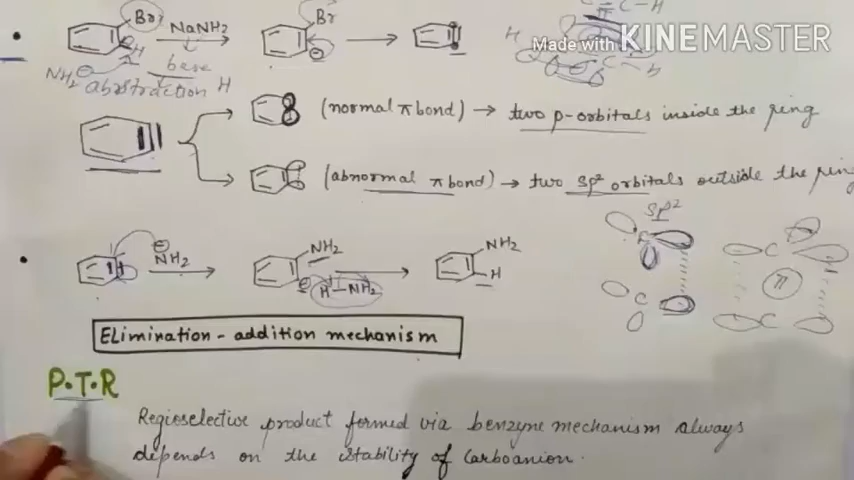 Br NaNH2 Br
H
NH2 ⊖ base
abstraction
H C-H
Made with KINEMASTER
(normal π bond) → two p-orbitals inside the ring
(abnormal π bond) → two sp² orbitals outside the ring
sp²
⊖ NH2 NH2 NH2
⊖ H-NH2 H
C C
C π C
Elimination-addition mechanism
P.T.R
Regioselective product formed via benzyne mechanism always
depends on the stability of Carboanion.